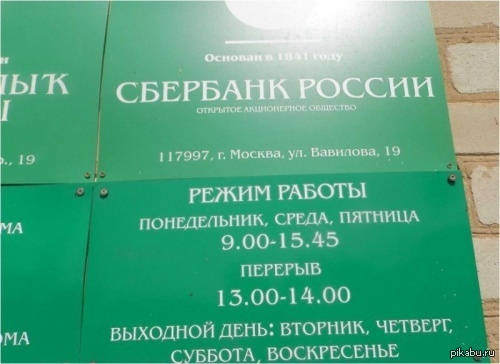 Основан в 1841 году
СБЕРБАНК РОССИИ
ОТКРЫТОЕ АКЦИОНЕРНОЕ ОБЩЕСТВО
117997, г. Москва, ул. Вавилова, 19
, 19
РЕЖИМ РАБОТЫ
ПОНЕДЕЛЬНИК, СРЕДА, ПЯТНИЦА
9.00-15.45
ПЕРЕРЫВ
13.00-14.00
ВЫХОДНОЙ ДЕНЬ: ВТОРНИК, ЧЕТВЕРГ,
СУББОТА, ВОСКРЕСЕНЬЕ
pikabu.ru